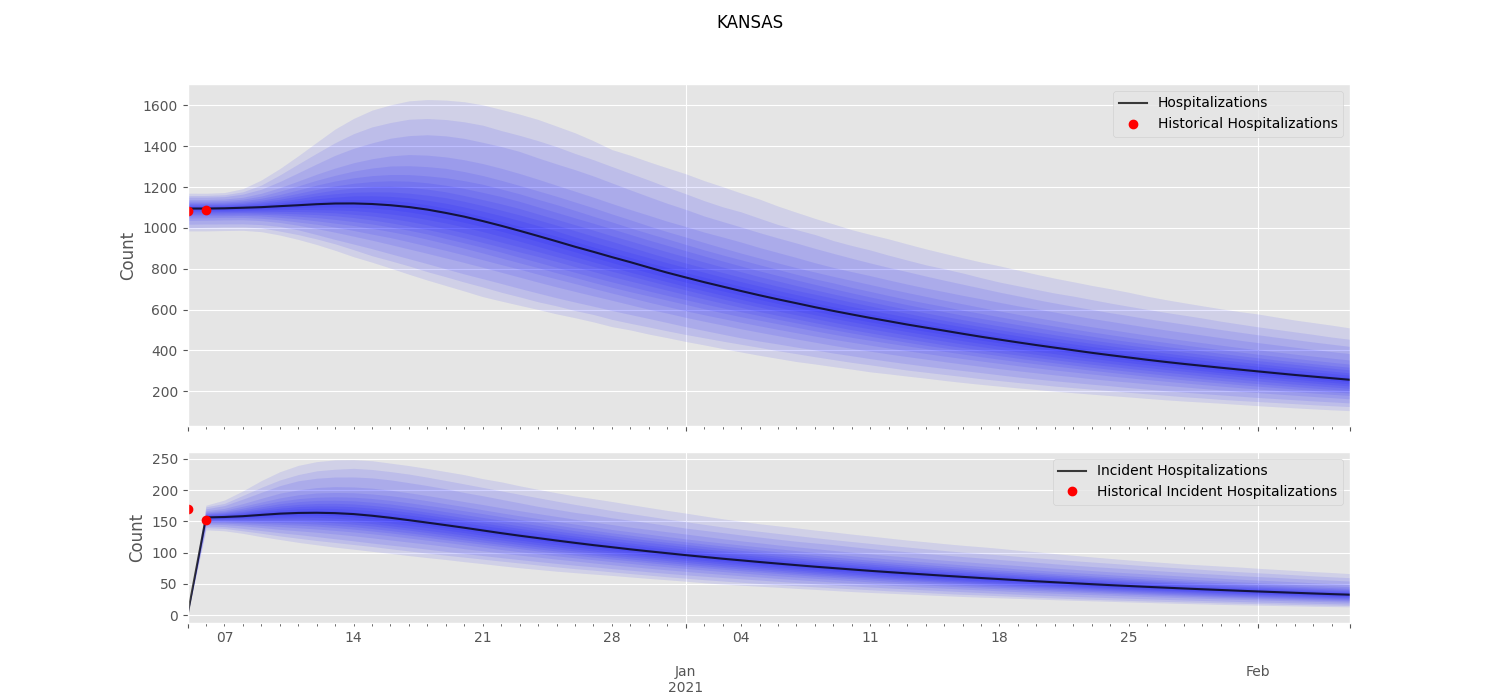 KANSAS
Count
1600
1400
1200
1000
800
600
400
200
Hospitalizations
Historical Hospitalizations
Count
250
200
150
100
50
0
Incident Hospitalizations
Historical Incident Hospitalizations
07 14 21 28 04 11 18 25
Jan Feb
2021